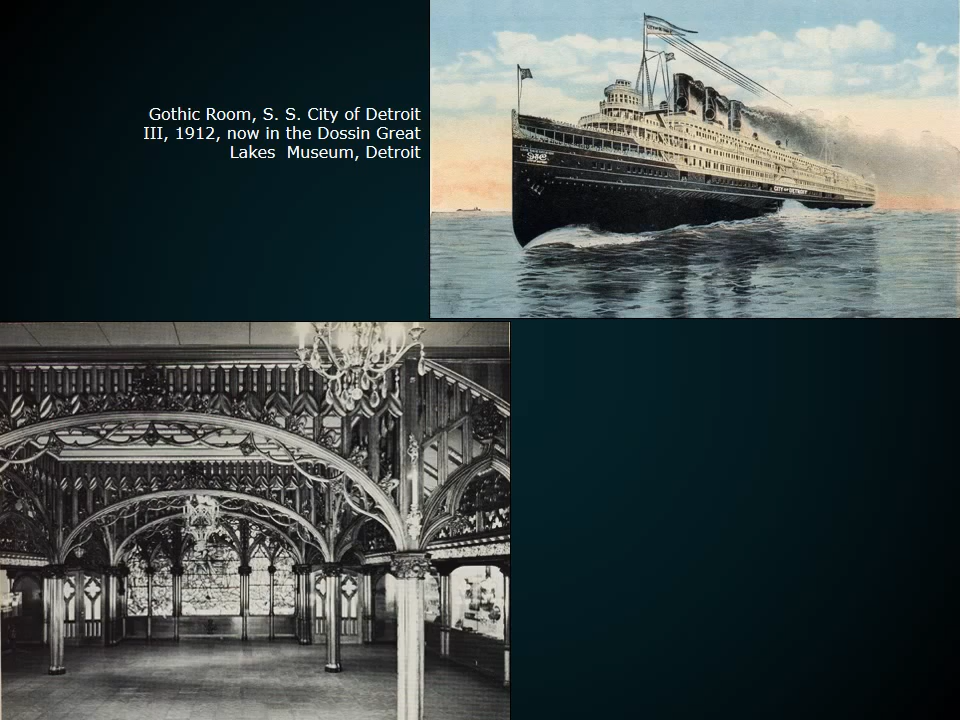 Gothic Room, S. S. City of Detroit
III, 1912, now in the Dossin Great
Lakes  Museum, Detroit
CITY OF DETROIT